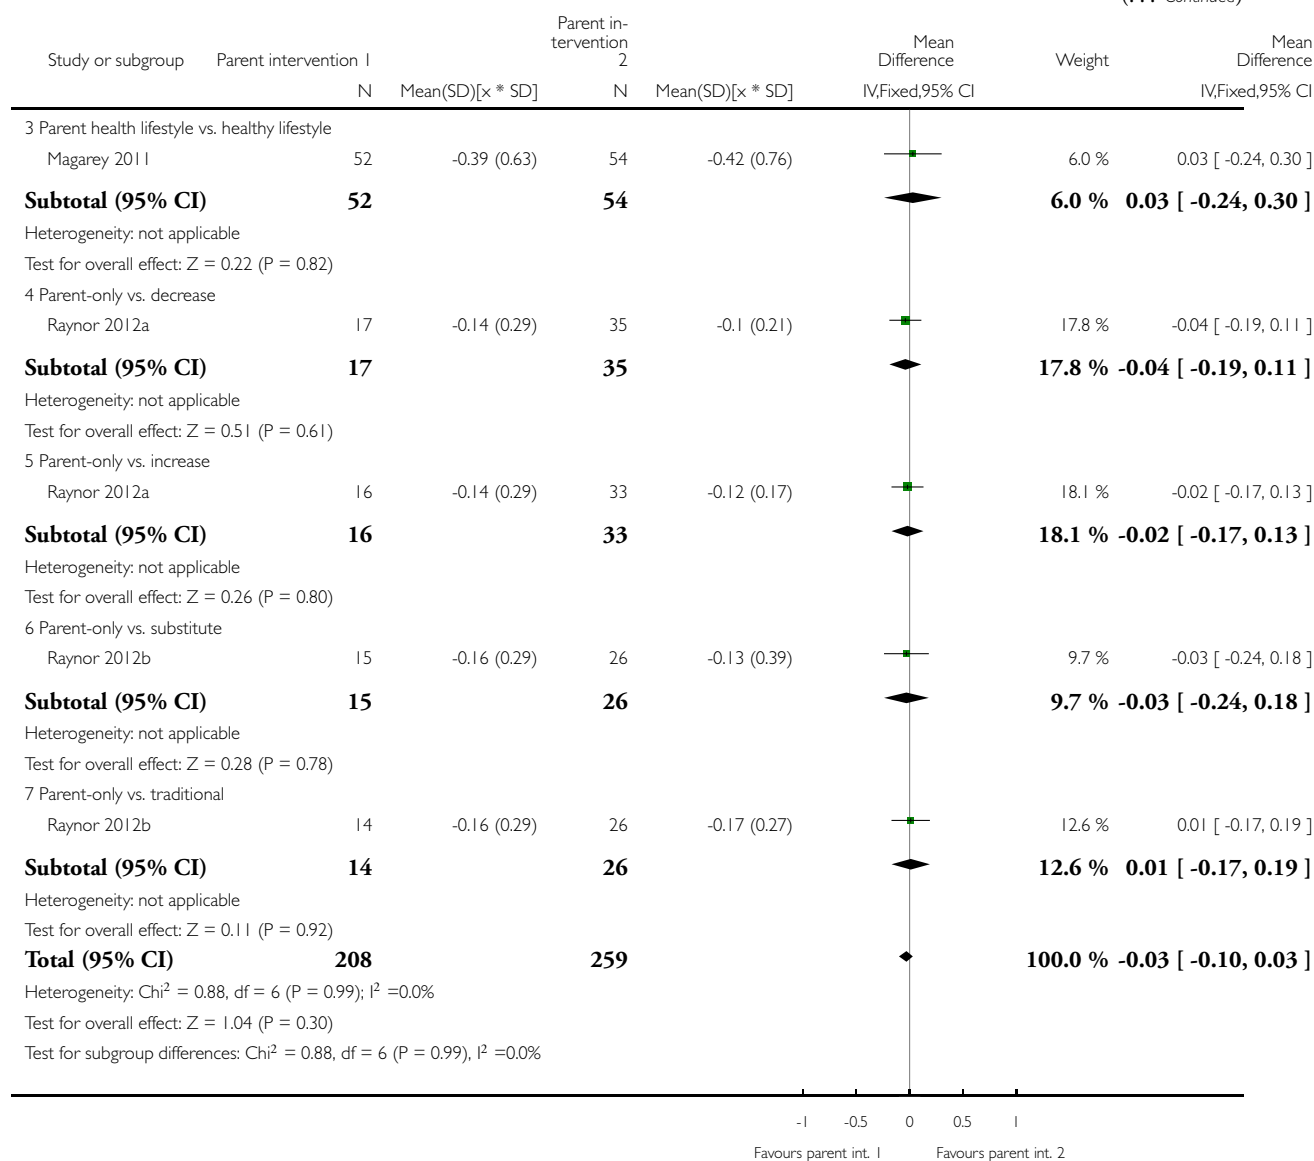 Continued)
Study or subgroup Parent intervention 1 Parent in-tervention 2 Mean Difference Weight Mean Difference
N Mean(SD)[x * SD] N Mean(SD)[x * SD] IV,Fixed,95% CI IV,Fixed,95% CI
3 Parent health lifestyle vs. healthy lifestyle
Magarey 2011 52 -0.39 (0.63) 54 -0.42 (0.76) 6.0 % 0.03 [ -0.24, 0.30 ]
Subtotal (95% CI) 52 54 6.0 % 0.03 [ -0.24, 0.30 ]
Heterogeneity: not applicable
Test for overall effect: Z = 0.22 (P = 0.82)
4 Parent-only vs. decrease
Raynor 2012a 17 -0.14 (0.29) 35 -0.1 (0.21) 17.8 % -0.04 [ -0.19, 0.11 ]
Subtotal (95% CI) 17 35 17.8 % -0.04 [ -0.19, 0.11 ]
Heterogeneity: not applicable
Test for overall effect: Z = 0.51 (P = 0.61)
5 Parent-only vs. increase
Raynor 2012a 16 -0.14 (0.29) 33 -0.12 (0.17) 18.1 % -0.02 [ -0.17, 0.13 ]
Subtotal (95% CI) 16 33 18.1 % -0.02 [ -0.17, 0.13 ]
Heterogeneity: not applicable
Test for overall effect: Z = 0.26 (P = 0.80)
6 Parent-only vs. substitute
Raynor 2012b 15 -0.16 (0.29) 26 -0.13 (0.39) 9.7 % -0.03 [ -0.24, 0.18 ]
Subtotal (95% CI) 15 26 9.7 % -0.03 [ -0.24, 0.18 ]
Heterogeneity: not applicable
Test for overall effect: Z = 0.28 (P = 0.78)
7 Parent-only vs. traditional
Raynor 2012b 14 -0.16 (0.29) 26 -0.17 (0.27) 12.6 % 0.01 [ -0.17, 0.19 ]
Subtotal (95% CI) 14 26 12.6 % 0.01 [ -0.17, 0.19 ]
Heterogeneity: not applicable
Test for overall effect: Z = 0.11 (P = 0.92)
Total (95% CI) 208 259 100.0 % -0.03 [ -0.10, 0.03 ]
Heterogeneity: Chi² = 0.88, df = 6 (P = 0.99); I² =0.0%
Test for overall effect: Z = 1.04 (P = 0.30)
Test for subgroup differences: Chi² = 0.88, df = 6 (P = 0.99), I² =0.0%
-1 -0.5 0 0.5 1
Favours parent int. 1 Favours parent int. 2